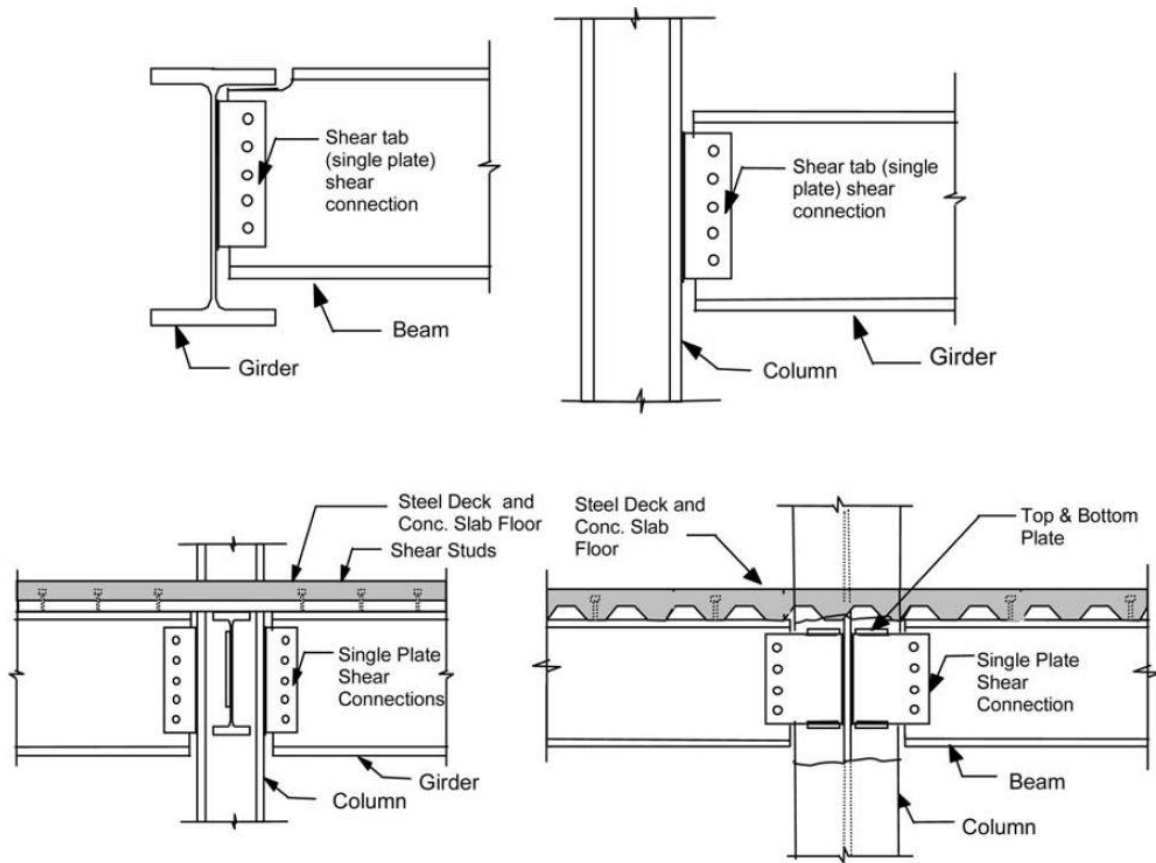 Shear tab
(single plate)
shear
connection
Beam
Girder
Shear tab (single
plate) shear
connection
Girder
Column
Steel Deck and
Conc. Slab Floor
Shear Studs
Single Plate
Shear
Connections
Girder
Column
Steel Deck and
Conc. Slab
Floor
Top & Bottom
Plate
Single Plate
Shear
Connection
Beam
Column